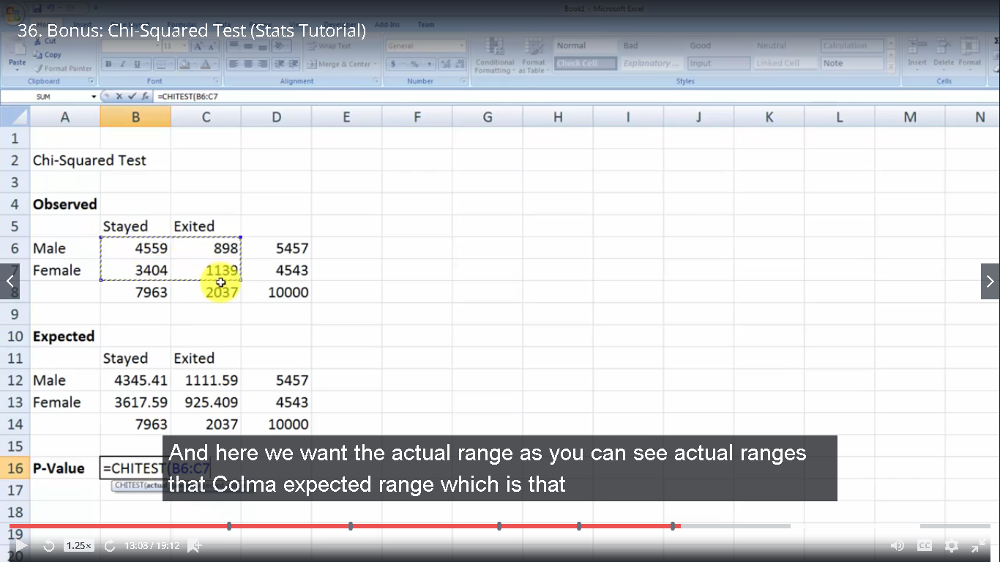 Book1 - Microsoft Excel
36. Bonus: Chi-Squared Test (Stats Tutorial)
Add-Ins Team
Cut
Copy
Paste
Format Painter
11
Wrap Text
Merge & Center
General
Conditional Formatting
Format as Table
Normal Bad Good Neutral Calculation
Check Cell Explanatory ... Input Linked Cell Note
Insert Delete Format
Clipboard Font Alignment Number Styles Cells
SUM =CHITEST(B6:C7
A B C D E F G H I J K L M N
1
2 Chi-Squared Test
3
4 Observed
5 Stayed Exited
6 Male 4559 898 5457
7 Female 3404 1139 4543
8 7963 2037 10000
9
10 Expected
11 Stayed Exited
12 Male 4345.41 1111.59 5457
13 Female 3617.59 925.409 4543
14 7963 2037 10000
15
16 P-Value =CHITEST(B6:C7
17 CHITEST(actual
18
19
20
And here we want the actual range as you can see actual ranges
that Colma expected range which is that
1.25× 13:08 / 19:12 CC